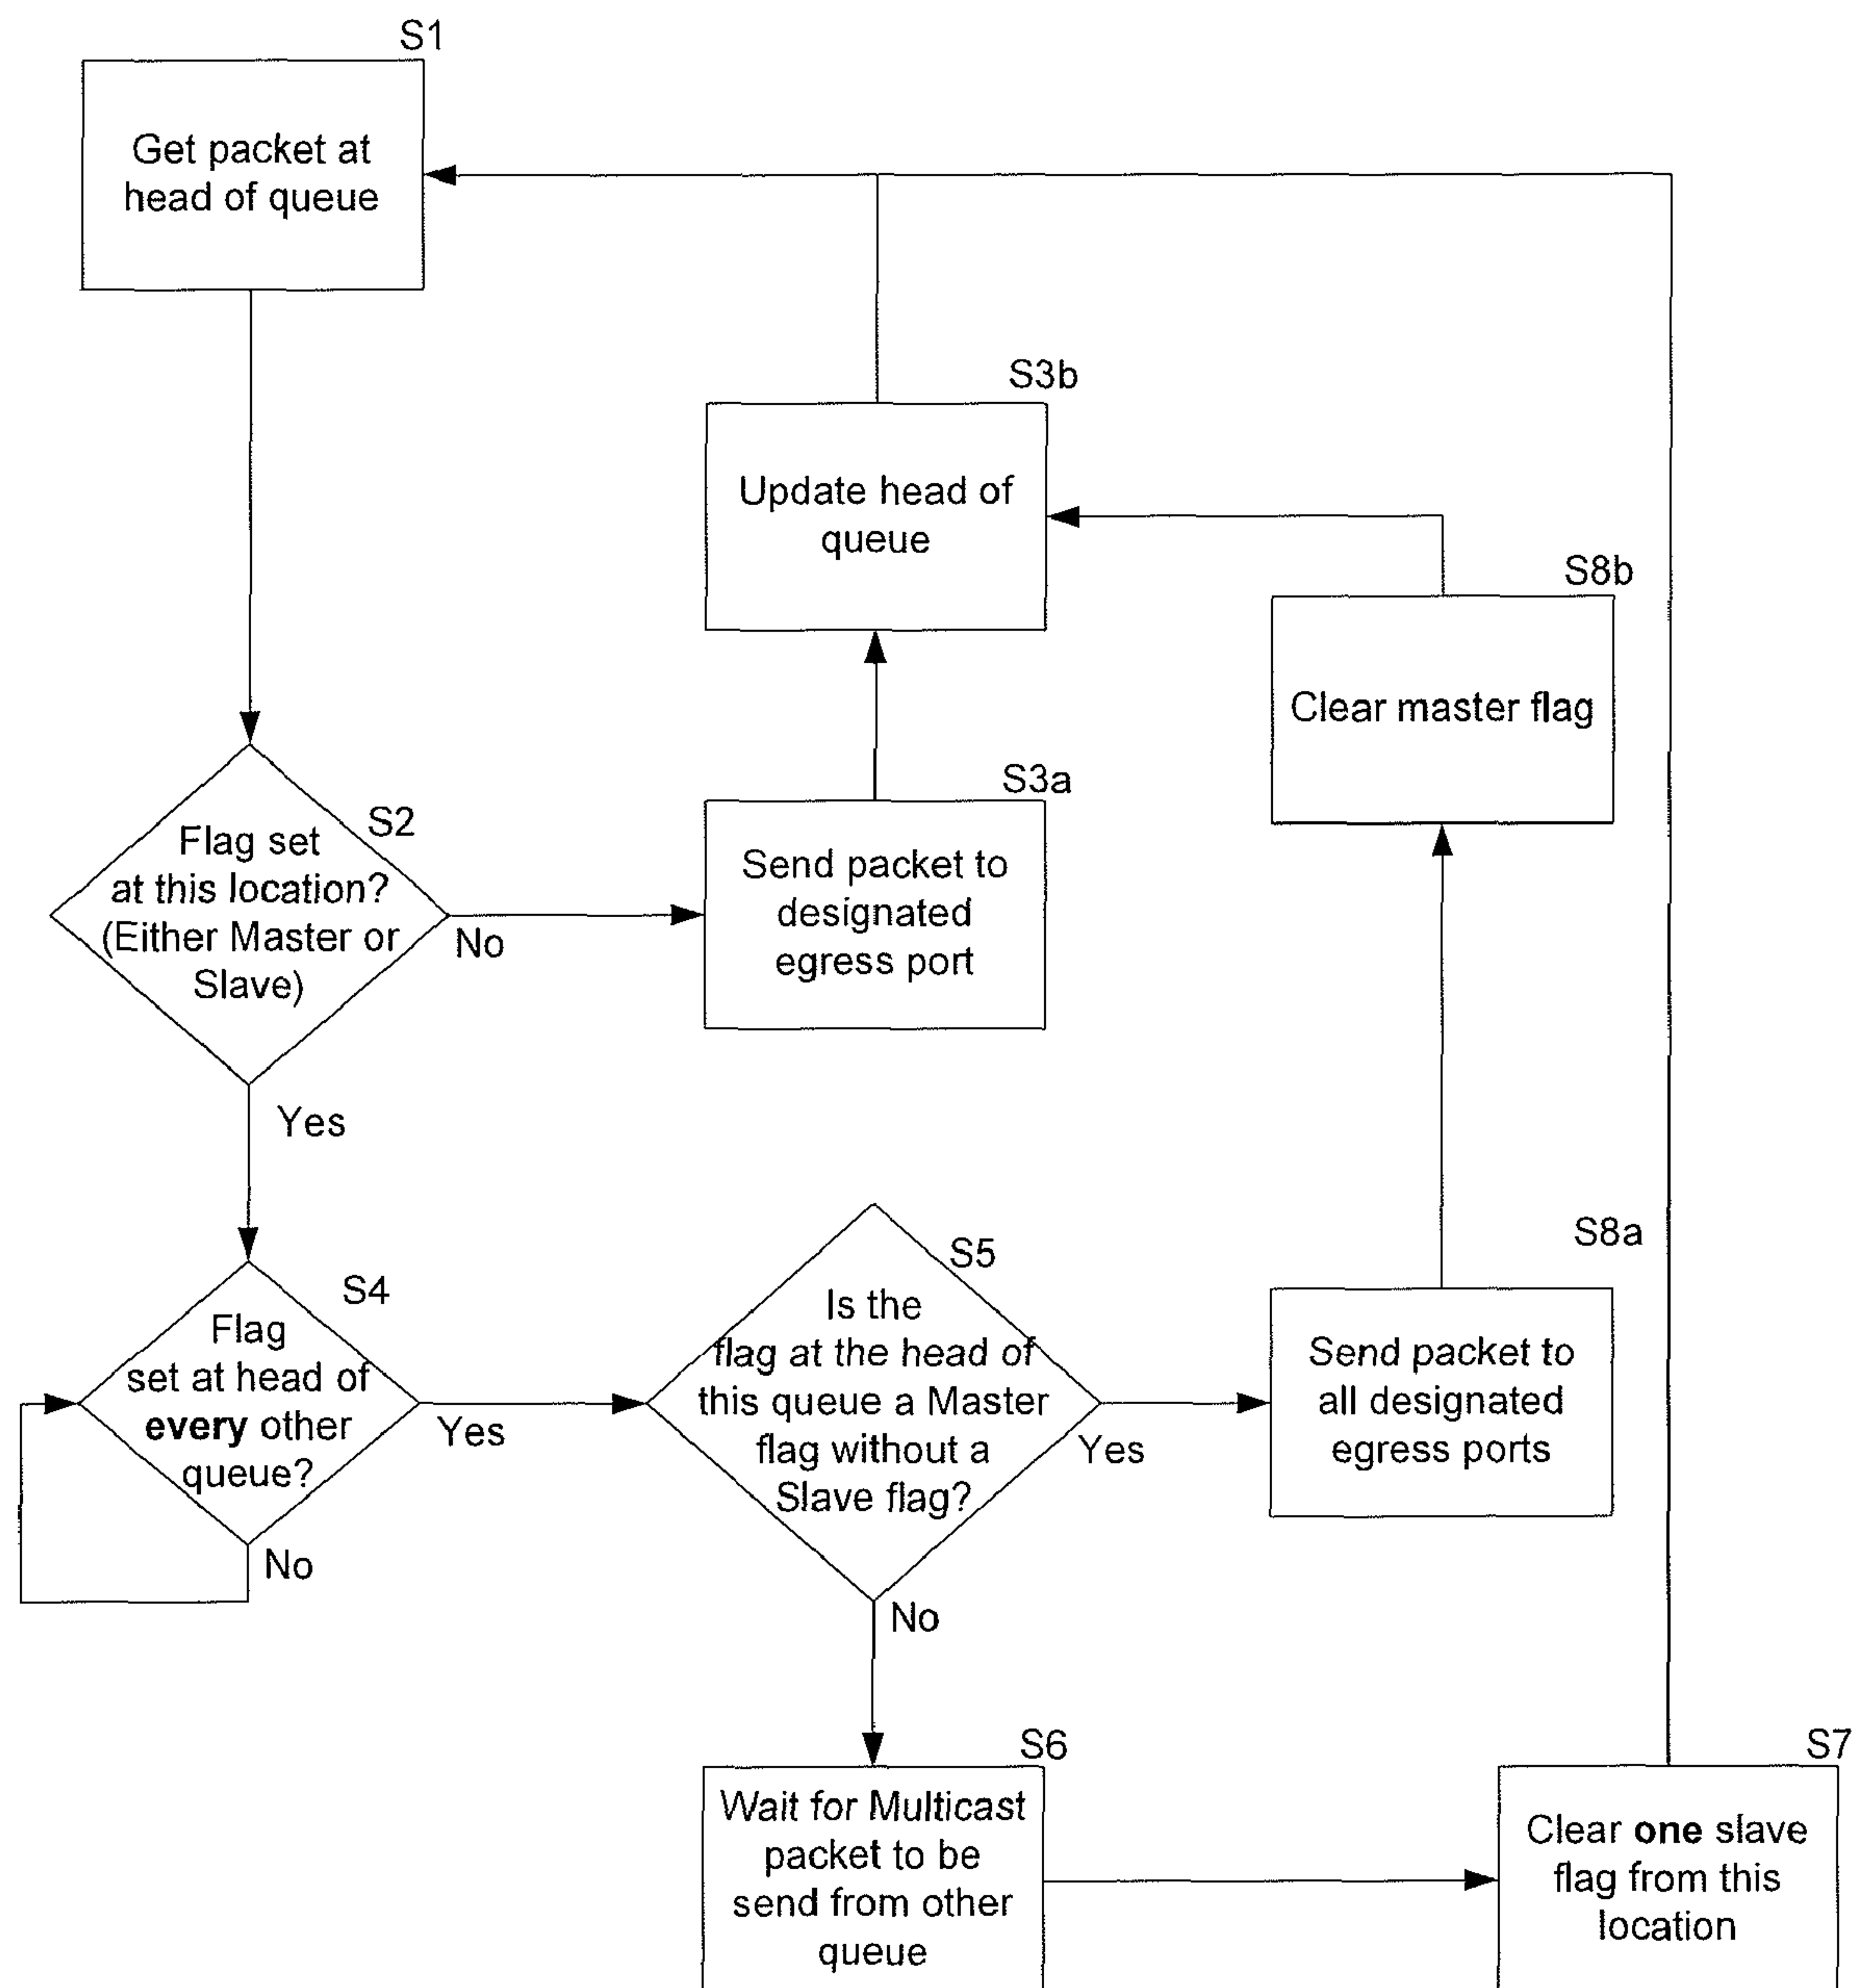 S1
Get packet at
head of queue
S3b
Update head of
queue
S8b
Clear master flag
S3a
Send packet to
designated
egress port
S2
Flag set
at this location?
(Either Master or
Slave)
No
Yes
S4
Flag
set at head of
every other
queue?
Yes
No
S5
Is the
flag at the head of
this queue a Master
flag without a
Slave flag?
Yes
No
S8a
Send packet to
all designated
egress ports
S6
Wait for Multicast
packet to be
send from other
queue
S7
Clear one slave
flag from this
location